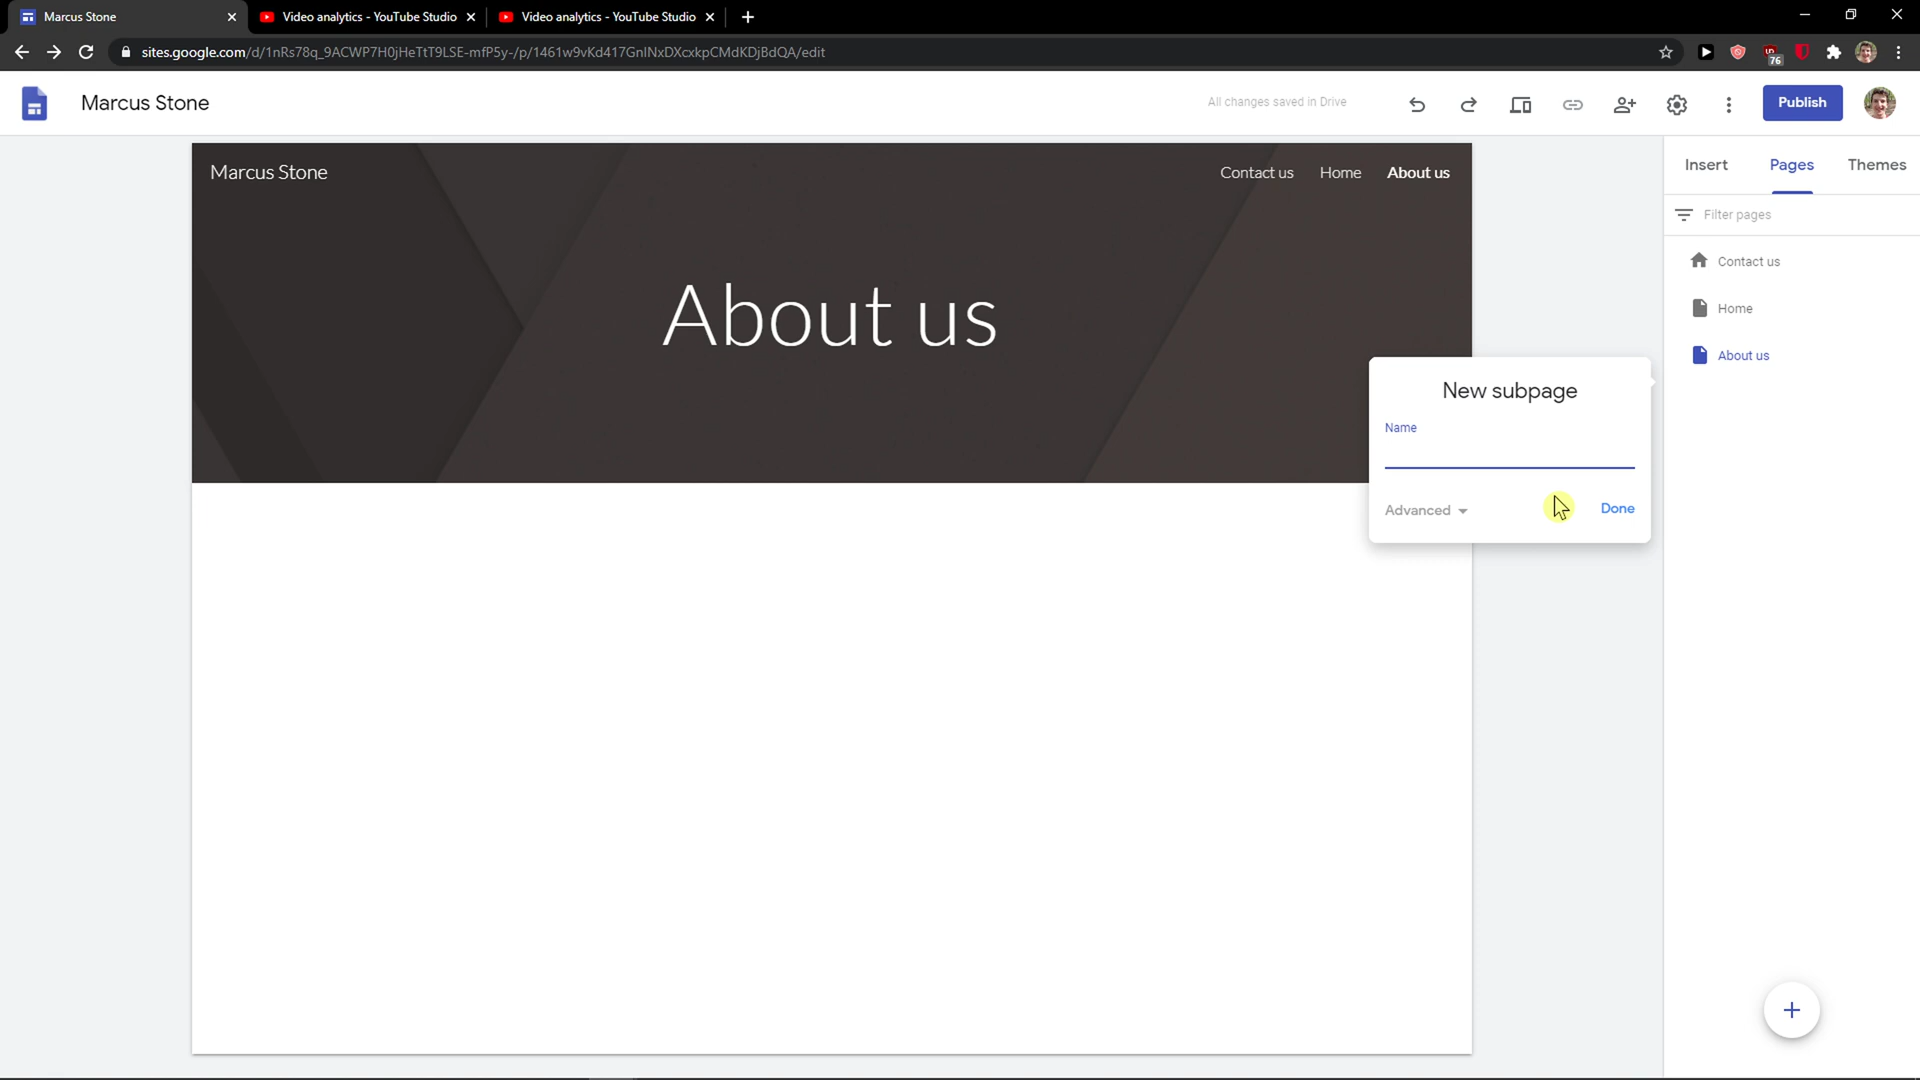 Marcus Stone
Video analytics - YouTube Studio
Video analytics - YouTube Studio
sites.google.com/d/1nRs78q_9ACWP7H0jHeTtT9LSE-mfP5y-/p/1461w9vKd417GnINxDXcxkpCMdKDjBdQA/edit
76
Marcus Stone
All changes saved in Drive
Publish
Marcus Stone
Contact us
Home
About us
About us
Insert
Pages
Themes
Filter pages
Contact us
Home
About us
New subpage
Name
Advanced
Done